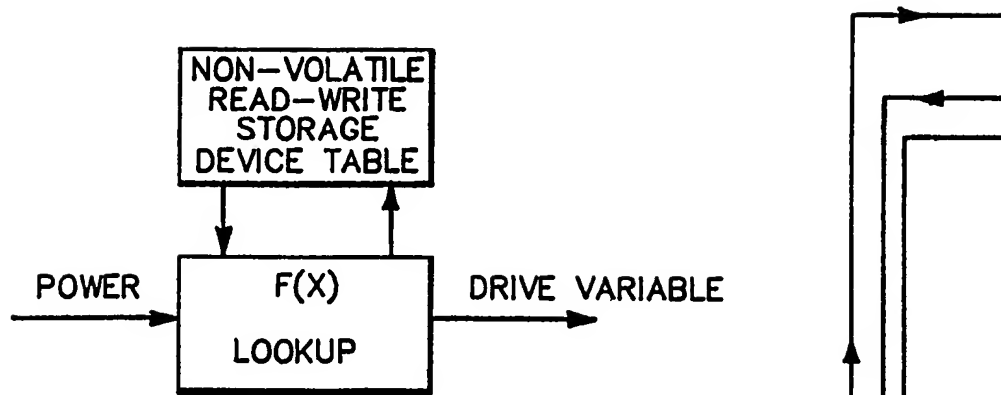 NON-VOLATILE
READ-WRITE
STORAGE
DEVICE TABLE
POWER
F(X)
LOOKUP
DRIVE VARIABLE